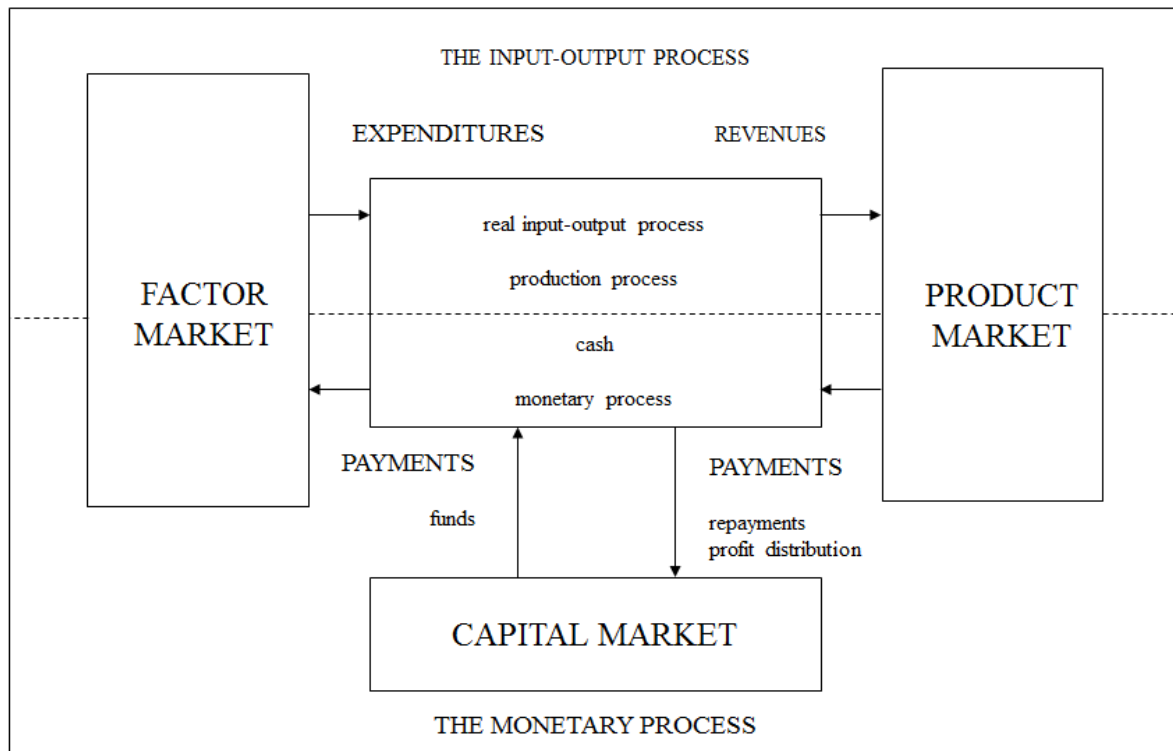 THE INPUT-OUTPUT PROCESS
EXPENDITURES
REVENUES
real input-output process
production process
FACTOR
MARKET
PRODUCT
MARKET
cash
monetary process
PAYMENTS
funds
PAYMENTS
repayments
profit distribution
CAPITAL MARKET
THE MONETARY PROCESS